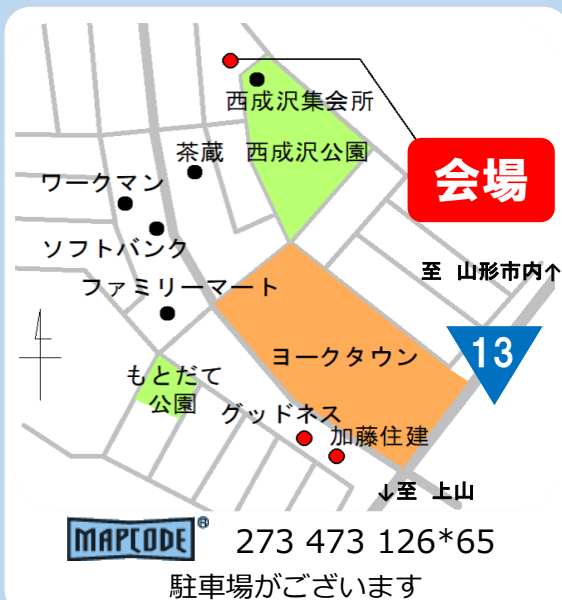 西成沢集会所
茶蔵 西成沢公園
会場
ワークマン
ソフトバンク
至 山形市内↑
ファミリーマート
13
ヨークタウン
もとだて
公園
グッドネス
加藤住建
↓至 上山
MAPCODE® 273 473 126*65
駐車場がございます